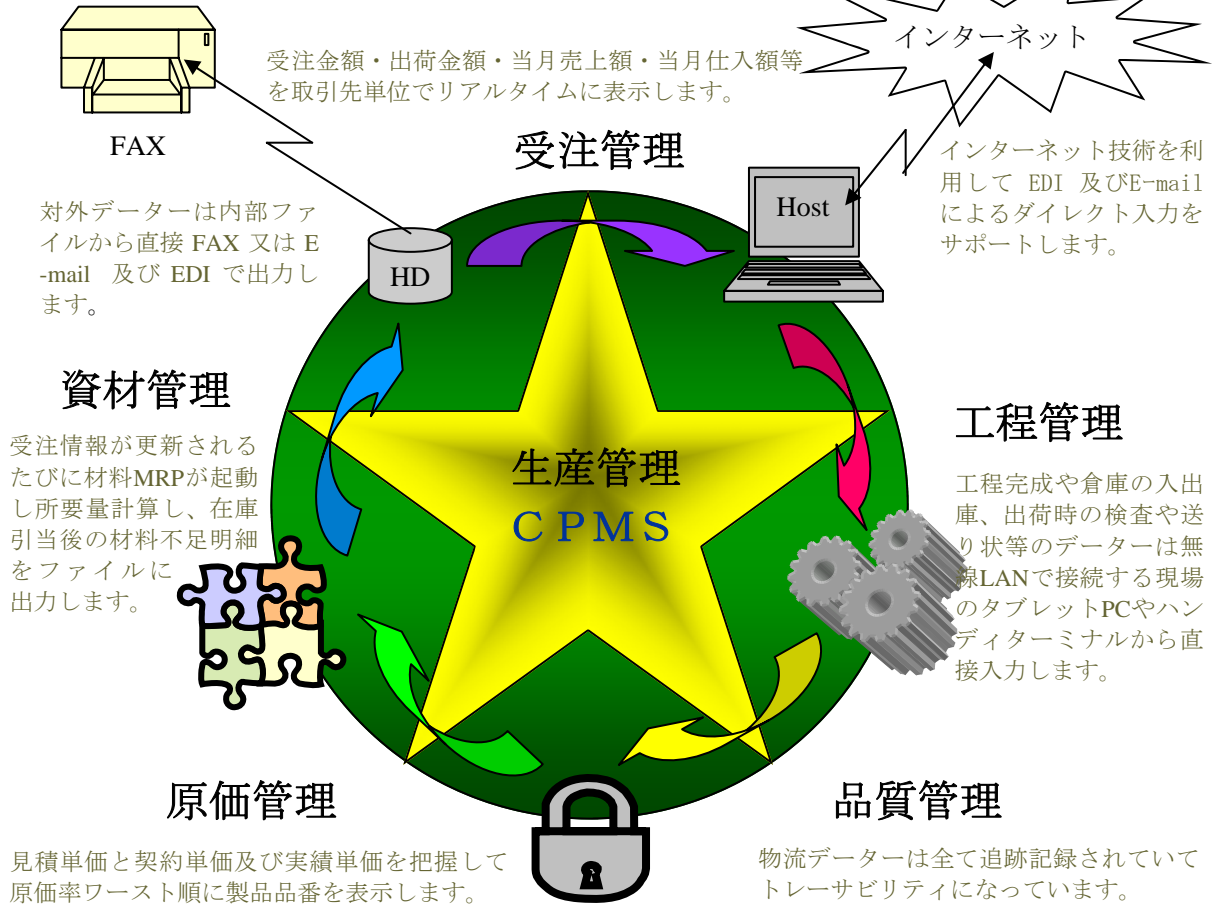 インターネット
受注金額・出荷金額・当月売上額・当月仕入額等
を取引先単位でリアルタイムに表示します。
FAX
受注管理
インターネット技術を利
用して EDI 及びE-mail
によるダイレクト入力を
サポートします。
Host
対外データーは内部ファ
イルから直接 FAX 又は E
-mail 及び EDI で出力し
ます。
HD
資材管理
受注情報が更新される
たびに材料MRPが起動
し所要量計算し、在庫
引当後の材料不足明細
をファイルに
出力します。
生産管理
CPMS
工程管理
工程完成や倉庫の入出
庫、出荷時の検査や送
り状等のデーターは無
線LANで接続する現場
のタブレットPCやハン
ディターミナルから直
接入力します。
原価管理
見積単価と契約単価及び実績単価を把握して
原価率ワースト順に製品品番を表示します。
品質管理
物流データーは全て追跡記録されていて
トレーサビリティになっています。